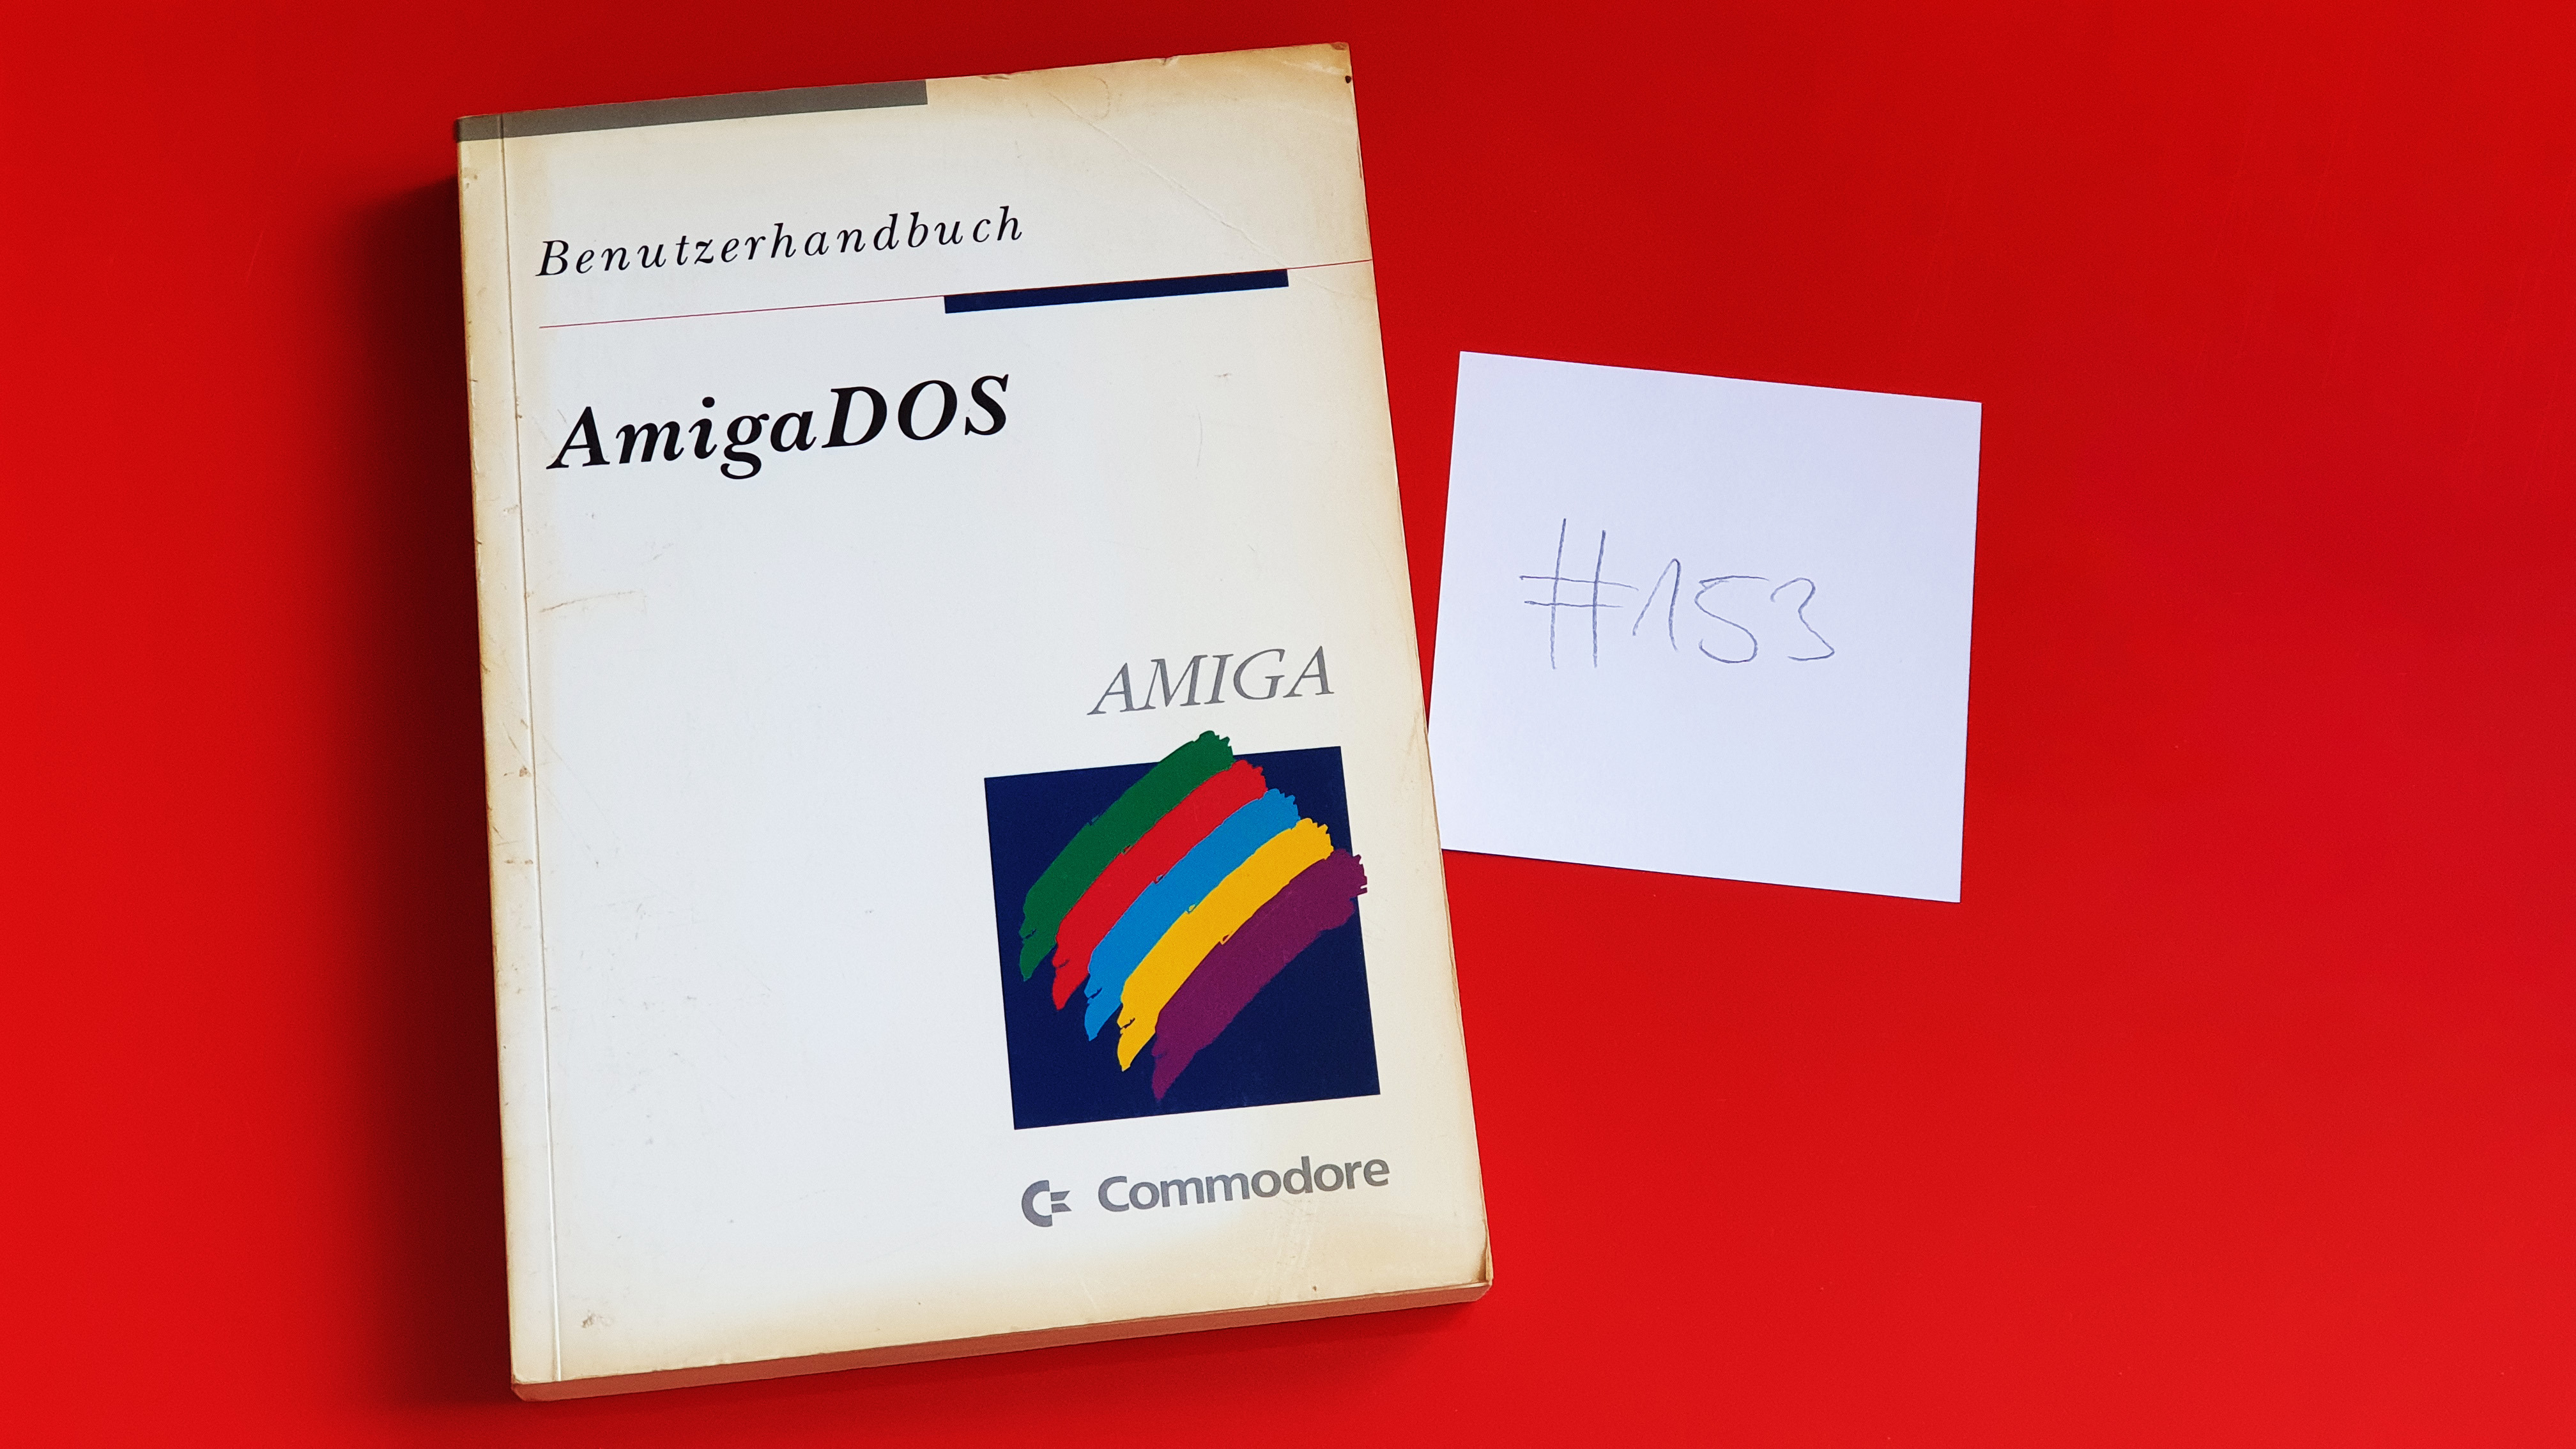 Benutzerhandbuch
AmigaDOS
AMIGA
Commodore
#153